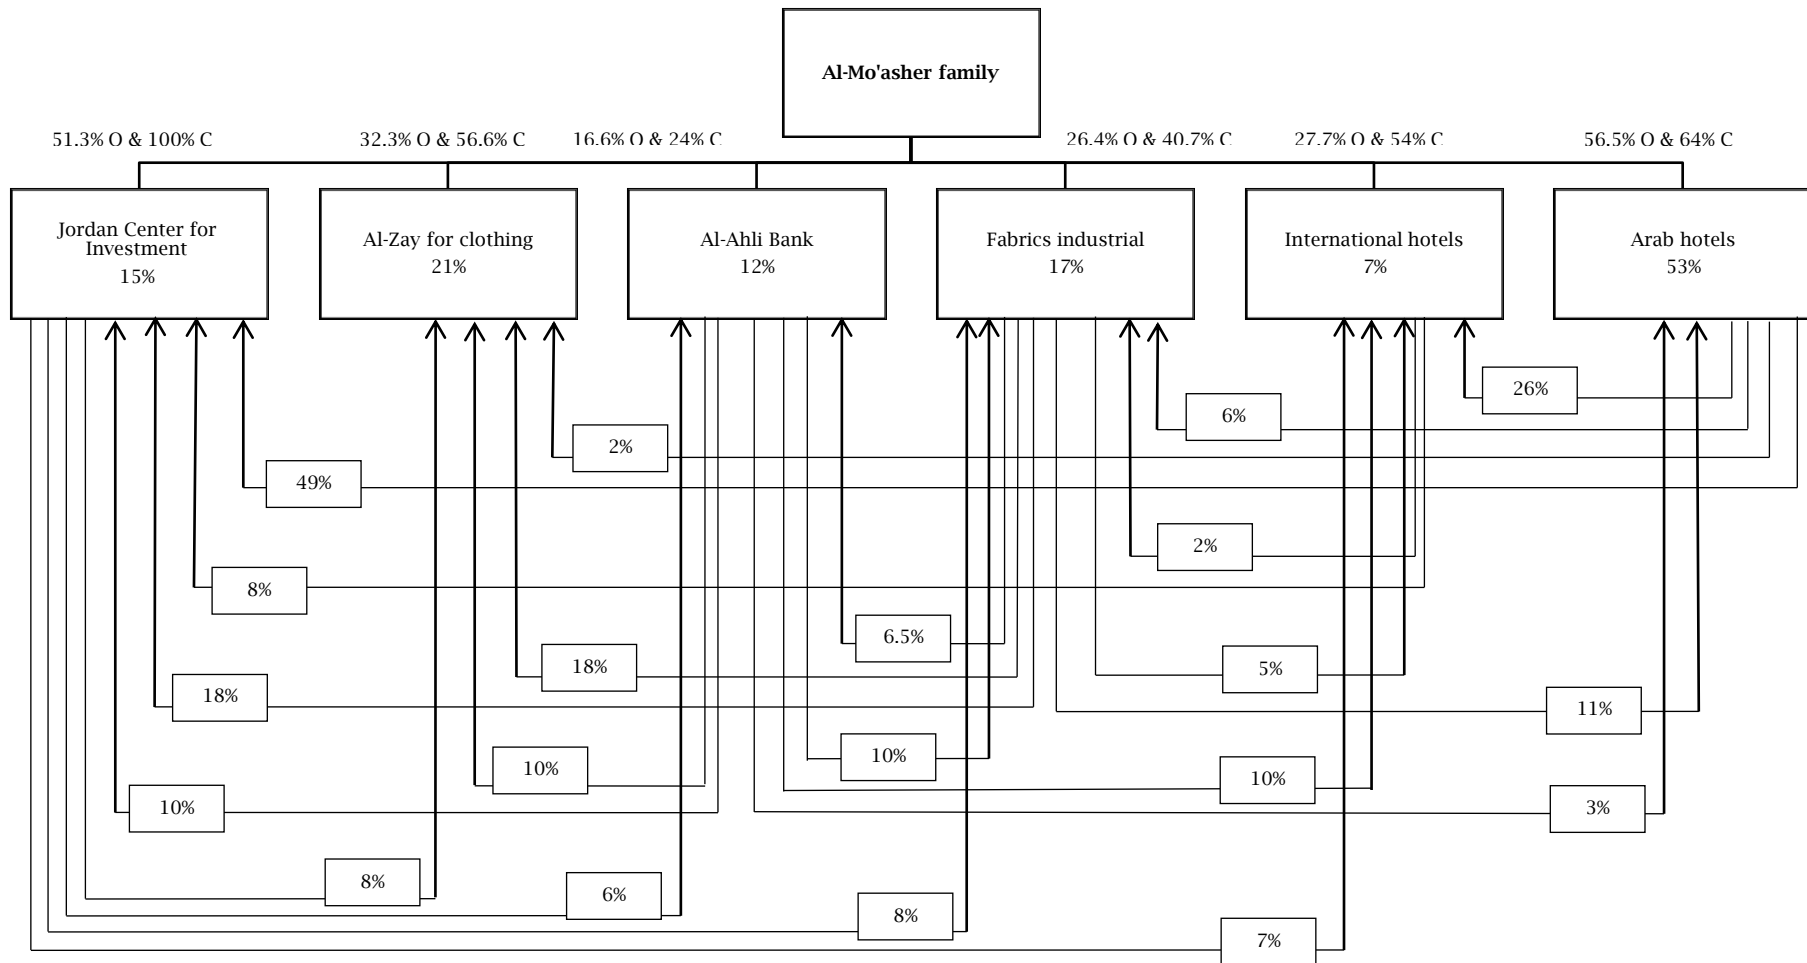 Al-Mo'asher family
51.3% O & 100% C
32.3% O & 56.6% C
16.6% O & 24% C
26.4% O & 40.7% C
27.7% O & 54% C
56.5% O & 64% C
Jordan Center for
Investment
15%
Al-Zay for clothing
21%
Al-Ahli Bank
12%
Fabrics industrial
17%
International hotels
7%
Arab hotels
53%
26%
6%
2%
49%
2%
8%
6.5%
18%
5%
18%
11%
10%
10%
10%
10%
3%
8%
6%
8%
7%